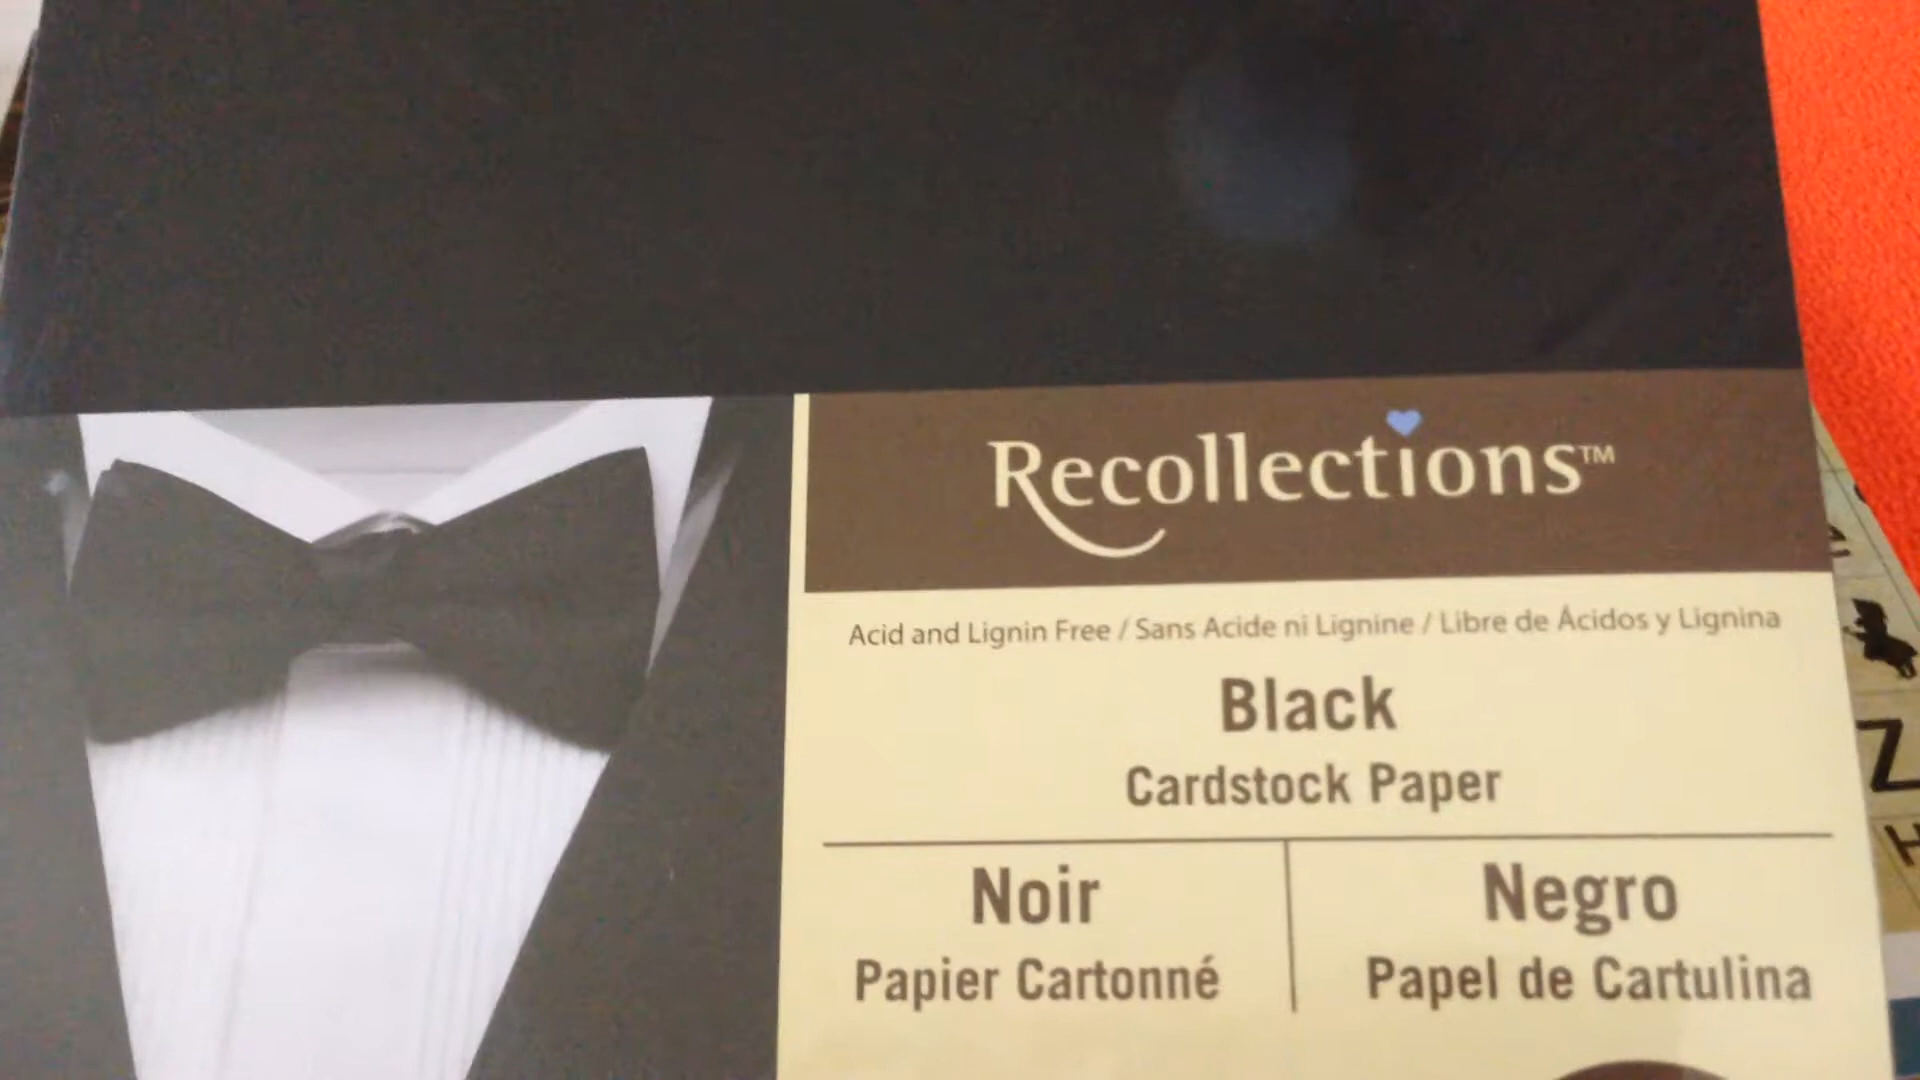 Recollections™
Acid and Lignin Free / Sans Acide ni Lignine / Libre de Ácidos y Lignina
Black
Cardstock Paper
Noir
Papier Cartonné
Negro
Papel de Cartulina
Z
H